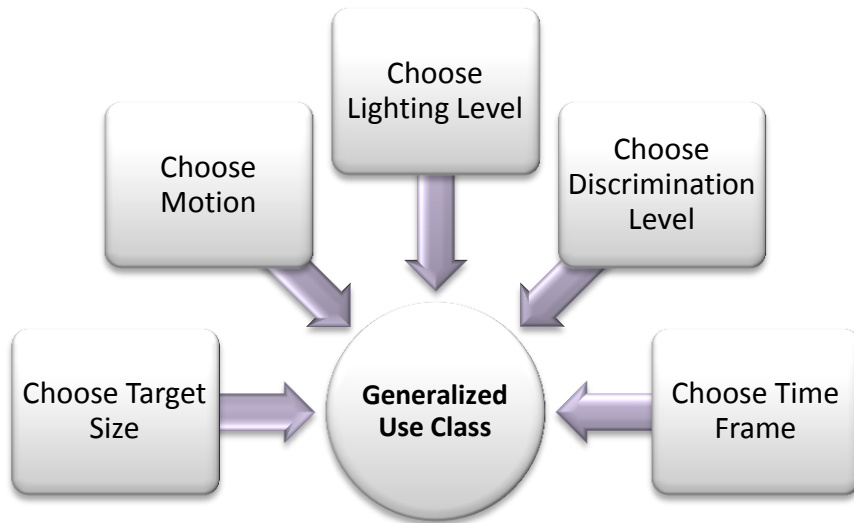 Choose
Lighting Level
Choose
Motion
Choose
Discrimination
Level
Choose Target
Size
Generalized
Use Class
Choose Time
Frame